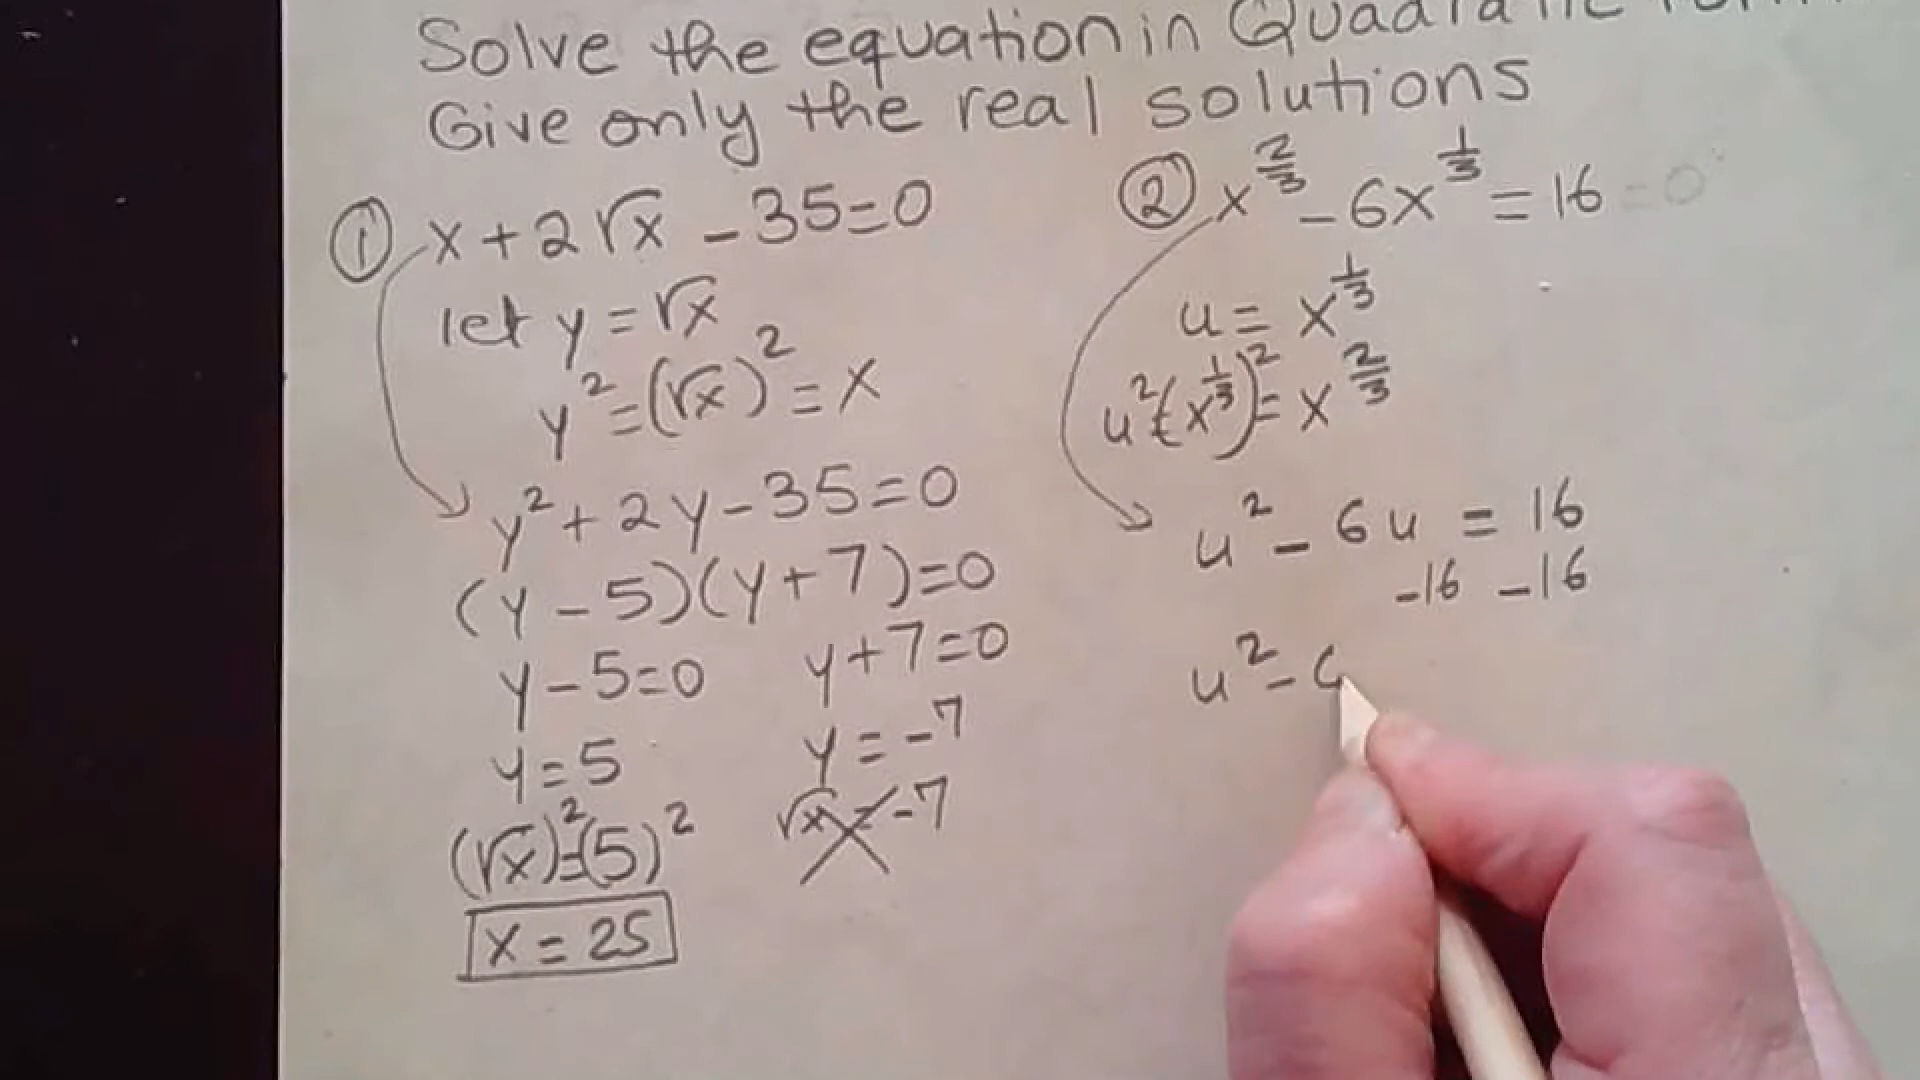 Solve the equation in Quadratic form
Give only the real solutions
① x + 2√x - 35 = 0
let y = √x
y² = (√x)² = x
y² + 2y - 35 = 0
(y - 5)(y + 7) = 0
y - 5 = 0 y + 7 = 0
y = 5 y = -7
(√x)² = (5)² √x = -7
x = 25
② x^(2/3) - 6x^(1/3) = 16 = 0
u = x^(1/3)
u² = (x^(1/3))² = x^(2/3)
u² - 6u = 16
-16 -16
u² - 6